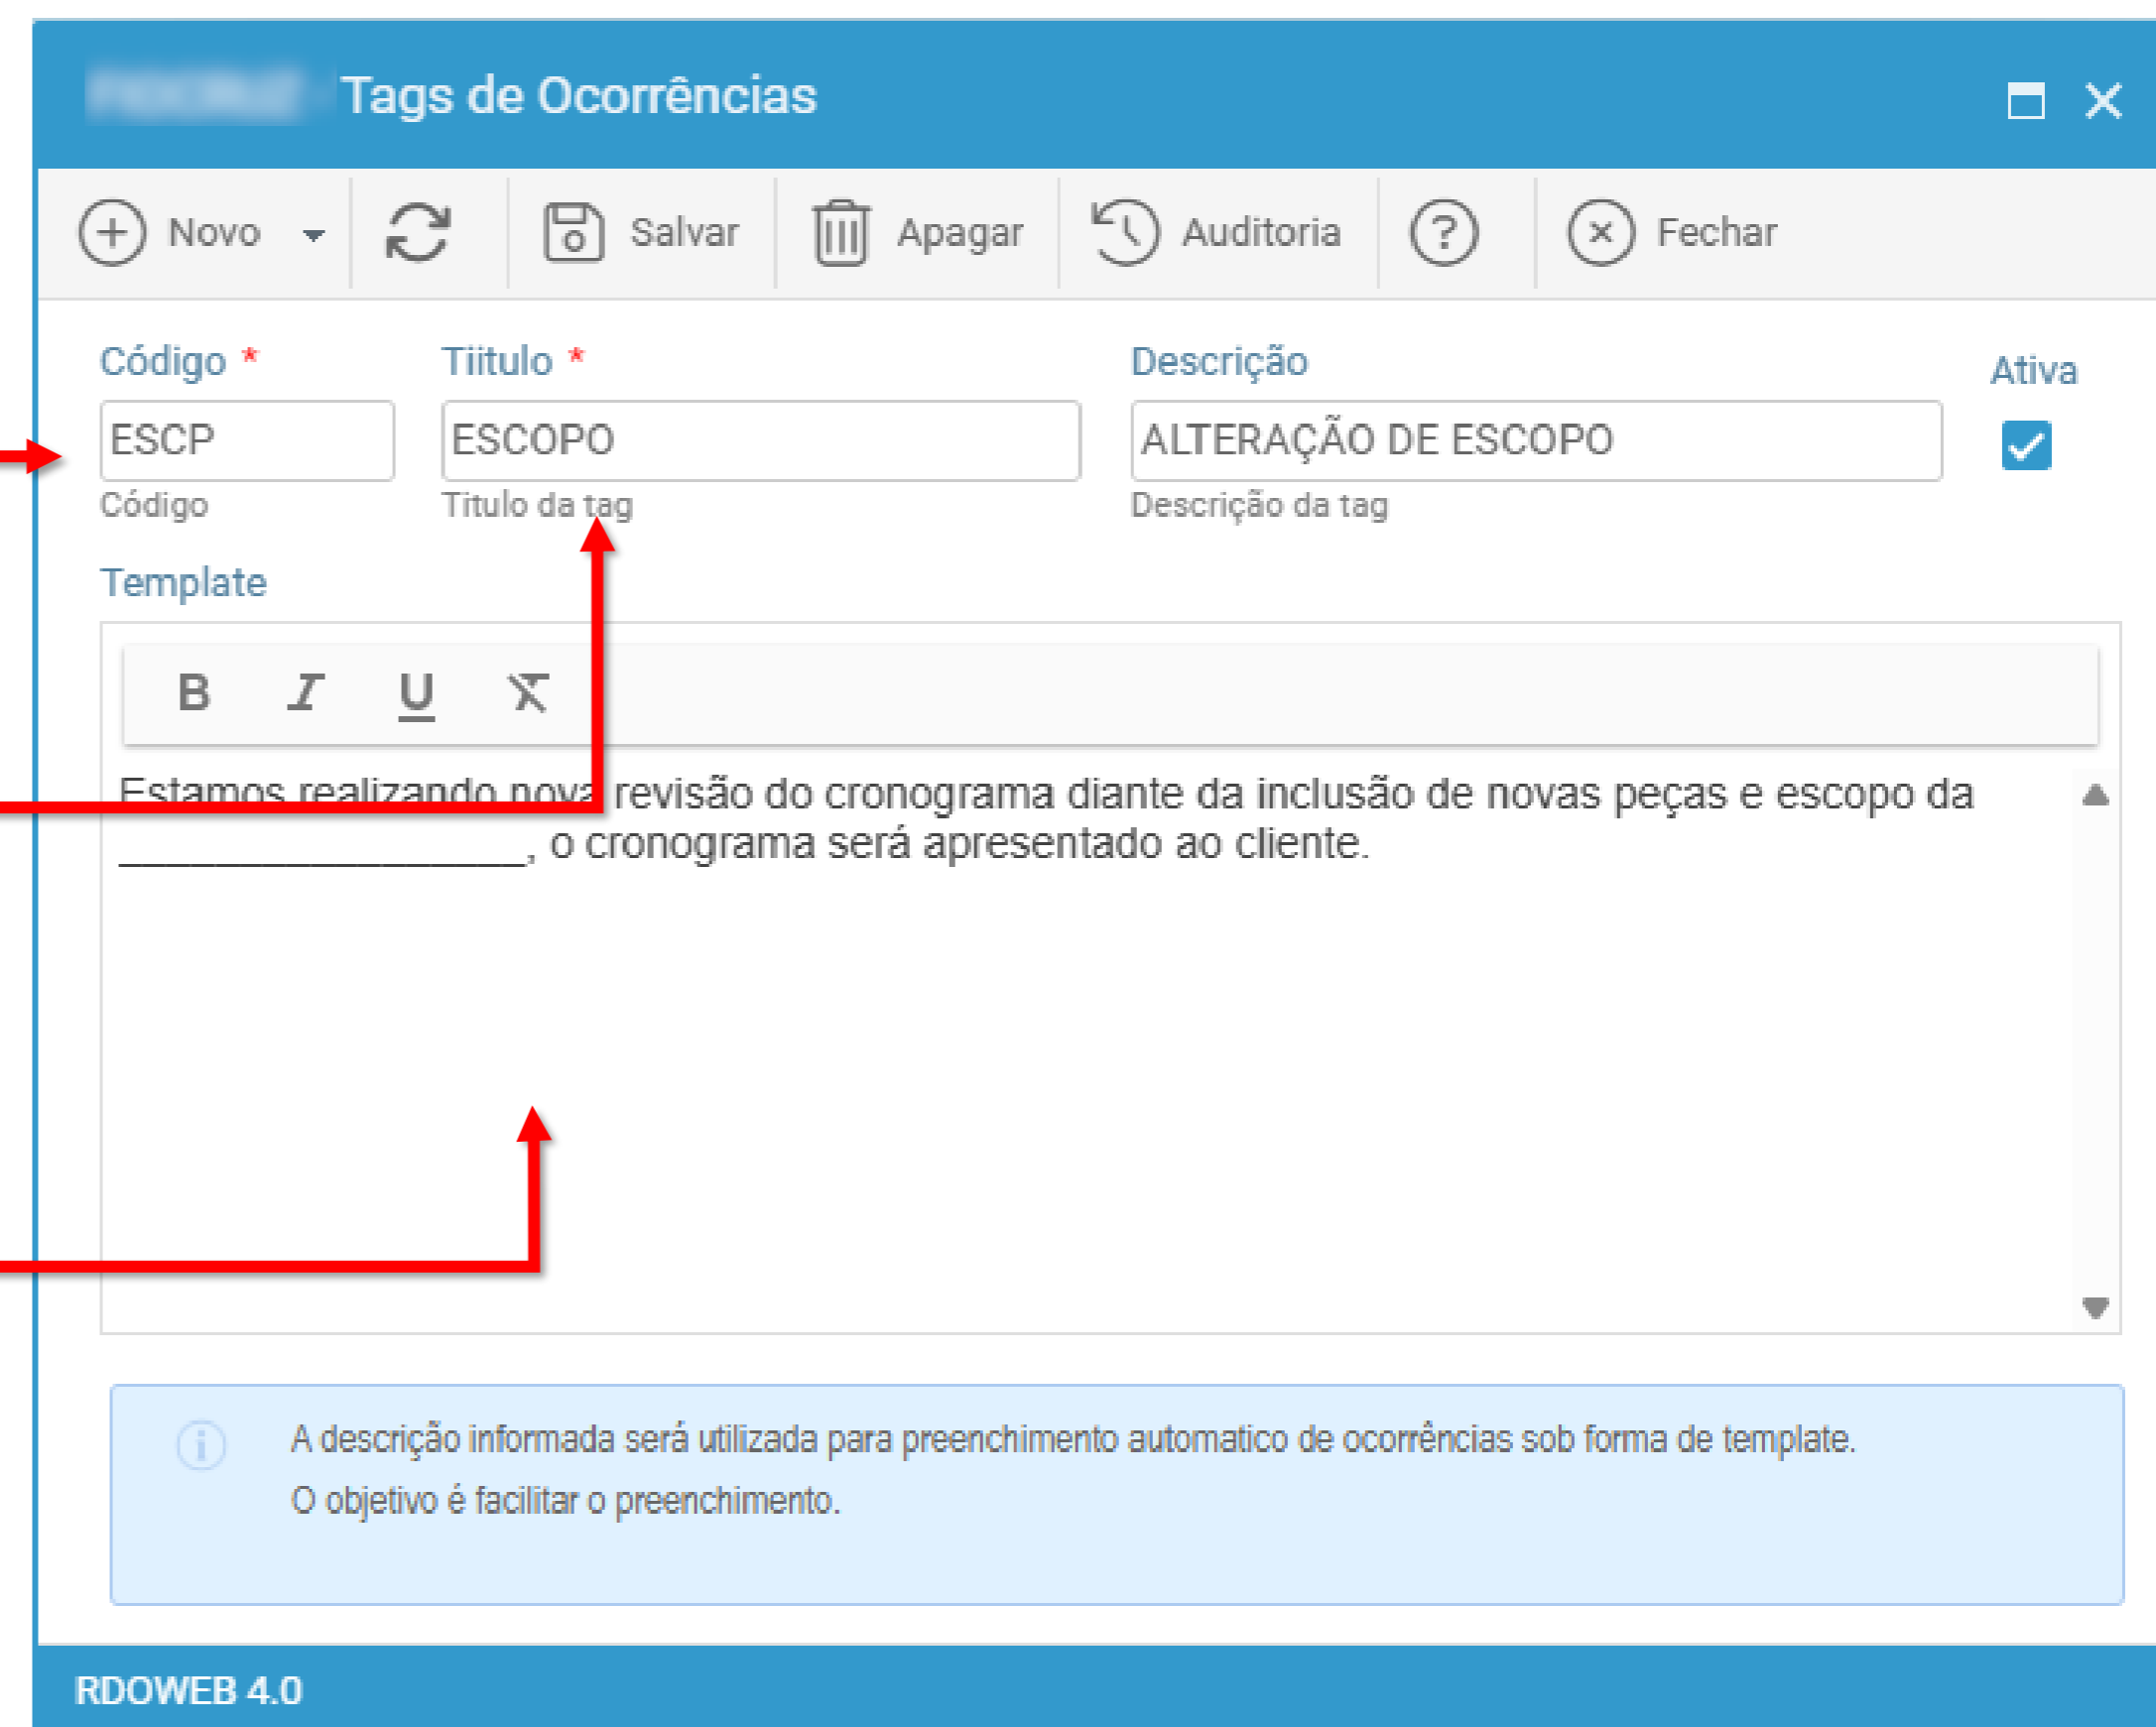 Tags de Ocorrências
Novo Salvar Apagar Auditoria ? Fechar
Código * Tiitulo * Descrição Ativa
ESCP ESCOPO ALTERAÇÃO DE ESCOPO
Código Titulo da tag Descrição da tag
Template
B I U
Estamos realizando nova revisão do cronograma diante da inclusão de novas peças e escopo da
_________________, o cronograma será apresentado ao cliente.
A descrição informada será utilizada para preenchimento automatico de ocorrências sob forma de template.
O objetivo é facilitar o preenchimento.
RDOWEB 4.0